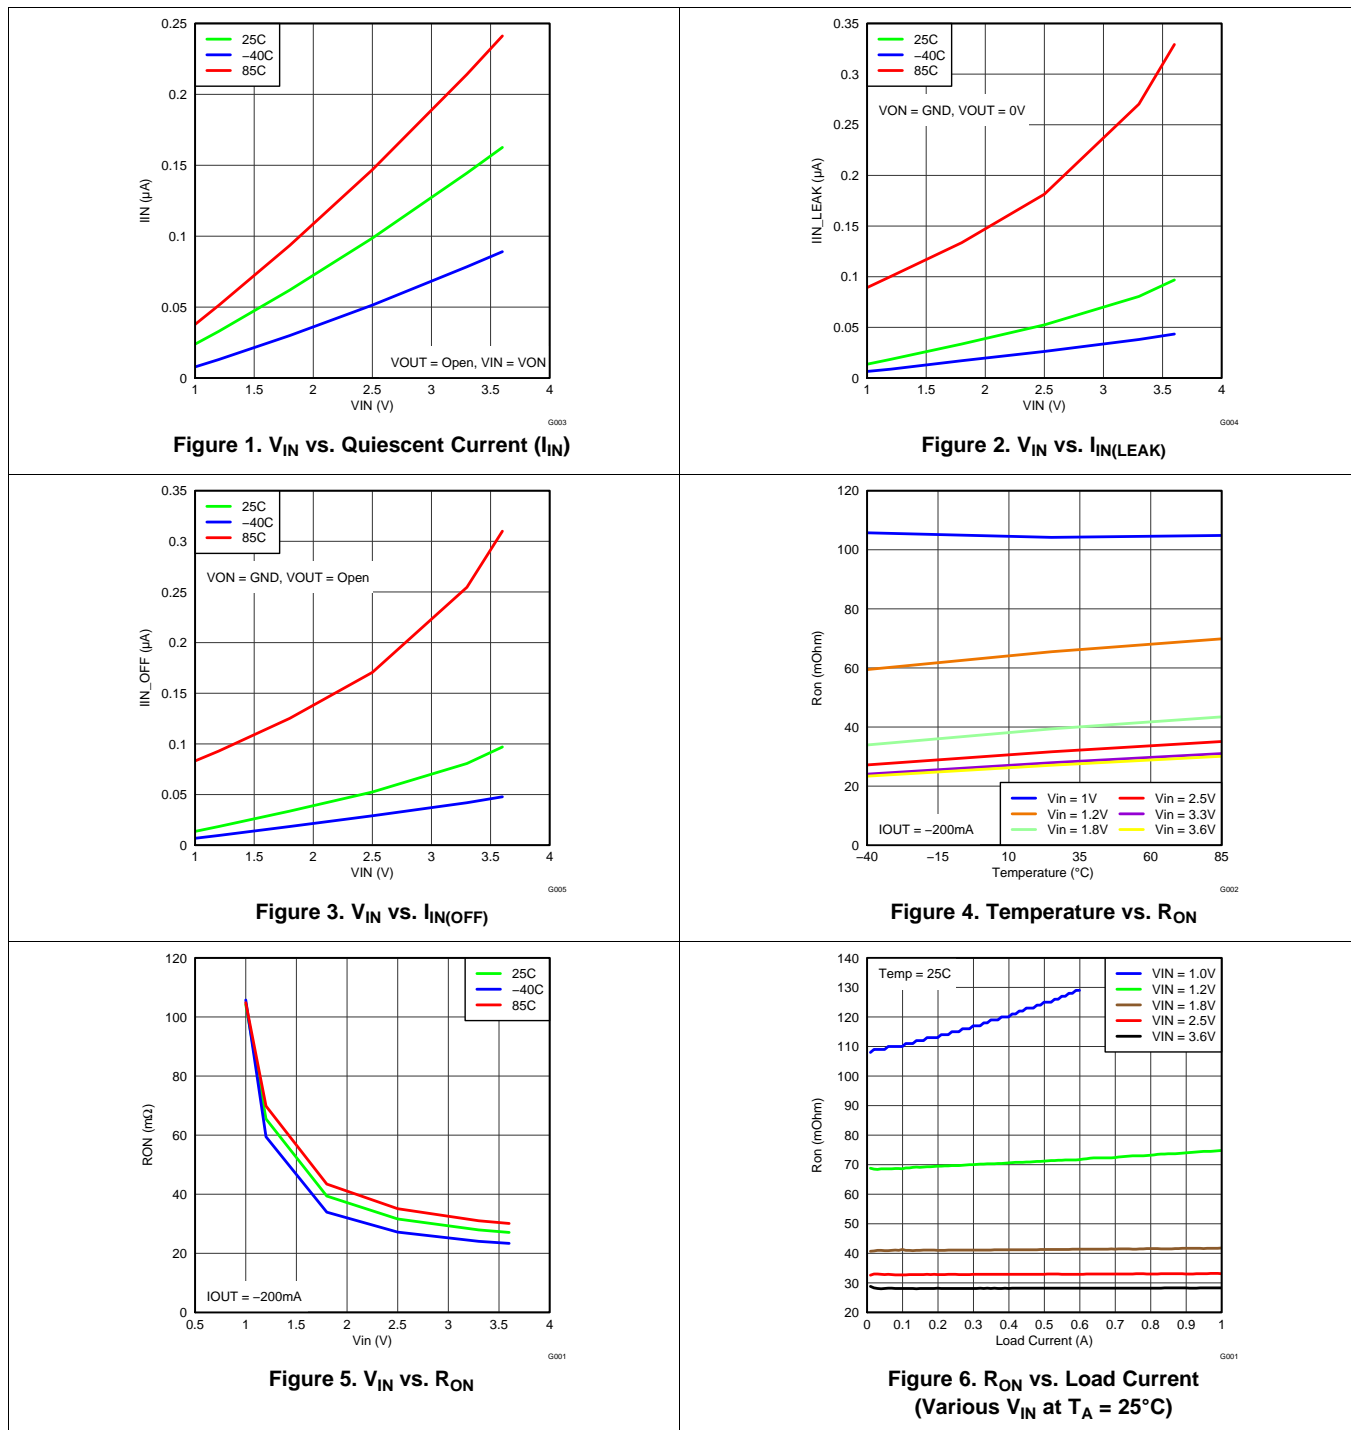 0.25
0.2
0.15
0.1
0.05
0
25C
−40C
85C
IIN (µA)
VOUT = Open, VIN = VON
1 1.5 2 2.5 3 3.5 4
VIN (V)
G003
Figure 1. VIN vs. Quiescent Current (IIN)
0.35
0.3
0.25
0.2
0.15
0.1
0.05
0
25C
−40C
85C
VON = GND, VOUT = 0V
IIN_LEAK (µA)
1 1.5 2 2.5 3 3.5 4
VIN (V)
G004
Figure 2. VIN vs. IIN(LEAK)
0.35
0.3
0.25
0.2
0.15
0.1
0.05
0
25C
−40C
85C
VON = GND, VOUT = Open
IIN_OFF (µA)
1 1.5 2 2.5 3 3.5 4
VIN (V)
G005
Figure 3. VIN vs. IIN(OFF)
120
100
80
60
40
20
0
Ron (mOhm)
Vin = 1V
Vin = 1.2V
Vin = 1.8V
Vin = 2.5V
Vin = 3.3V
Vin = 3.6V
IOUT = −200mA
−40 −15 10 35 60 85
Temperature (°C)
G002
Figure 4. Temperature vs. RON
120
100
80
60
40
20
0
25C
−40C
85C
RON (mΩ)
IOUT = −200mA
0.5 1 1.5 2 2.5 3 3.5 4
Vin (V)
G001
Figure 5. VIN vs. RON
140
130
120
110
100
90
80
70
60
50
40
30
20
Temp = 25C
VIN = 1.0V
VIN = 1.2V
VIN = 1.8V
VIN = 2.5V
VIN = 3.6V
Ron (mOhm)
0 0.1 0.2 0.3 0.4 0.5 0.6 0.7 0.8 0.9 1
Load Current (A)
G001
Figure 6. RON vs. Load Current
(Various VIN at TA = 25°C)